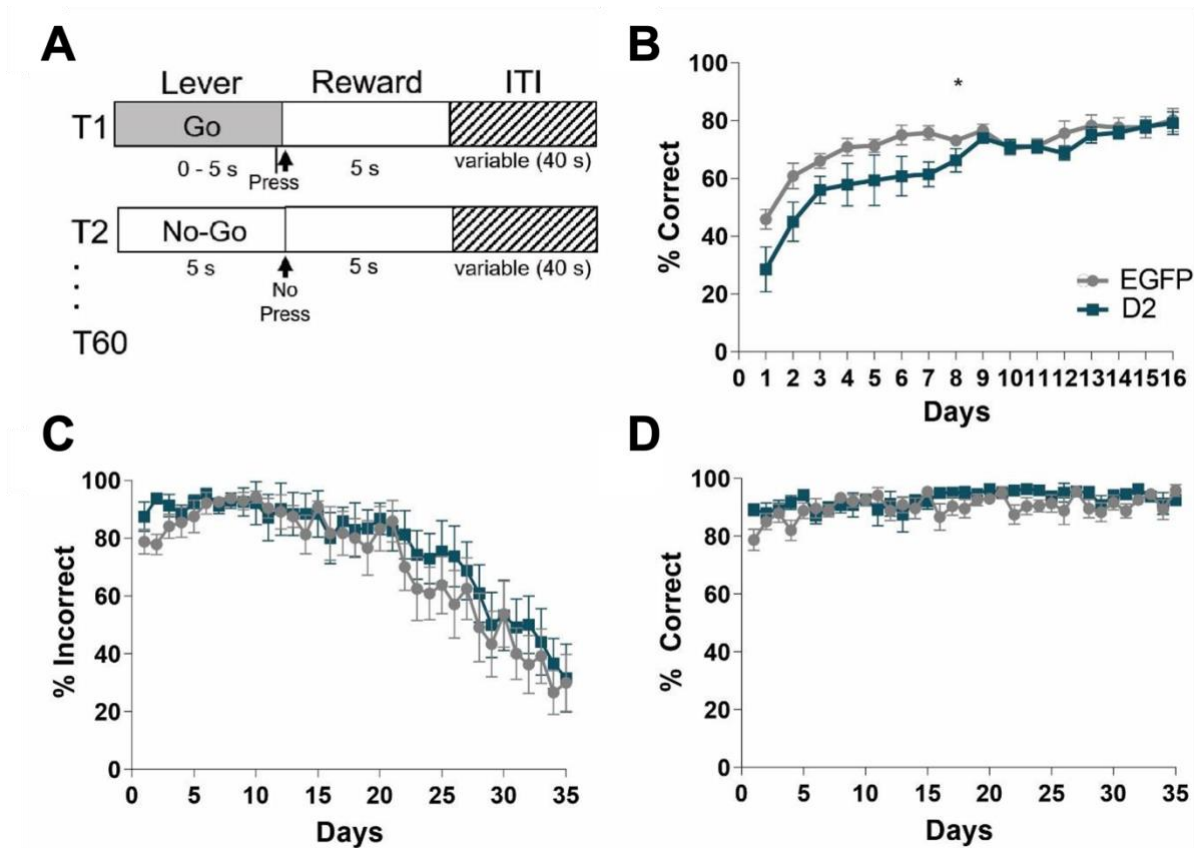 A
Lever Reward ITI
T1 Go
0 - 5 s Press 5 s variable (40 s)
T2 No-Go
5 s 5 s variable (40 s)
No
Press
T60
B
% Correct
100
80
60
40
20
0
*
EGFP
D2
0 1 2 3 4 5 6 7 8 9 10 11 12 13 14 15 16
Days
C
% Incorrect
100
80
60
40
20
0
0 5 10 15 20 25 30 35
Days
D
% Correct
100
80
60
40
20
0
0 5 10 15 20 25 30 35
Days